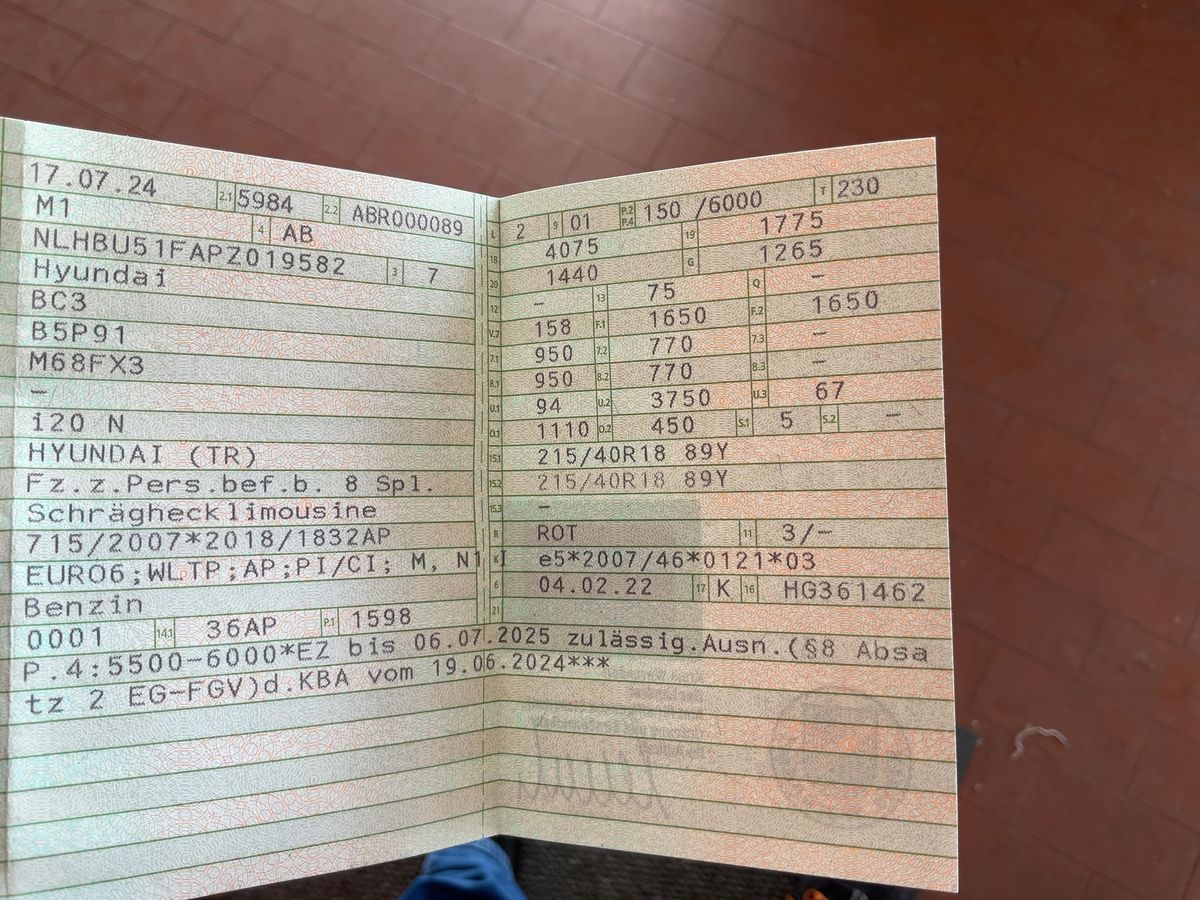 17.07.24 2.1 5984 2.2 ABR000089
M1 4 AB
NLHBU51FAPZ019582 3 7
Hyundai
BC3
B5P91
M68FX3
–
i20 N
HYUNDAI (TR)
Fz.z.Pers.bef.b. 8 Spl.
Schräghecklimousine
715/2007*2018/1832AP
EURO6;WLTP;AP;PI/CI; M, N1 I
Benzin
0001 14.1 36AP P.1 1598
L 2 9 01 P.2 P.4 150 /6000 T 230
18 4075 19 1775
20 1440 G 1265
12 – 13 75 Q –
V.7 158 F.1 1650 F.2 1650
7.1 950 7.2 770 7.3 –
8.1 950 8.2 770 8.3 –
U.1 94 U.2 3750 U.3 67
O.1 1110 O.2 450 S.1 5 S.2 –
15.1 215/40R18 89Y
15.2 215/40R18 89Y
15.3 –
R ROT 11 3/–
K e5*2007/46*0121*03
6 04.02.22 17 K 16 HG361462
21
P.4:5500-6000*EZ bis 06.07.2025 zulässig.Ausn.(§8 Absa
tz 2 EG-FGV)d.KBA vom 19.06.2024***